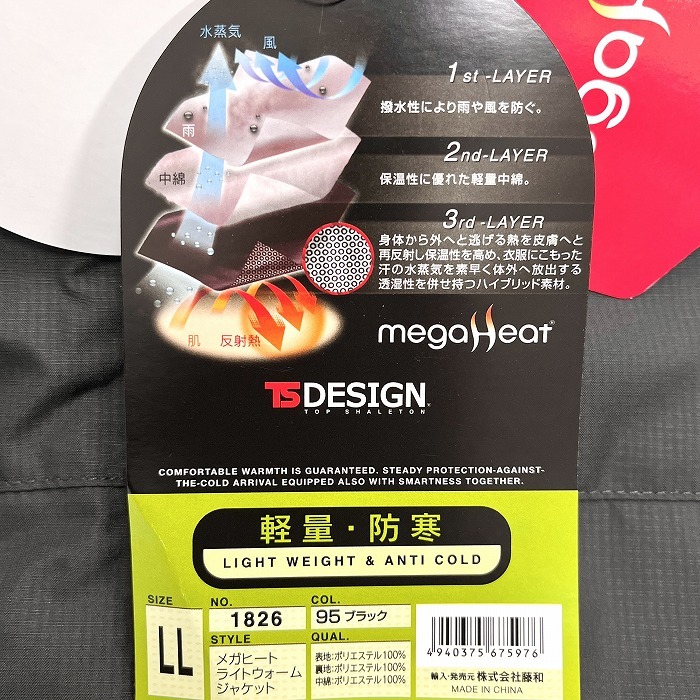 水蒸気
風
雨
中綿
肌 反射熱
1st-LAYER
撥水性により雨や風を防ぐ。
2nd-LAYER
保温性に優れた軽量中綿。
3rd-LAYER
身体から外へと逃げる熱を皮膚へと
再反射し保温性を高め、衣服にこもった
汗の水蒸気を素早く体外へ放出する
透湿性を併せ持つハイブリッド素材。
megaHeat®
TS DESIGN®
TOP SHALETON
COMFORTABLE WARMTH IS GUARANTEED. STEADY PROTECTION-AGAINST-
THE-COLD ARRIVAL EQUIPPED ALSO WITH SMARTNESS TOGETHER.
軽量・防寒
LIGHT WEIGHT & ANTI COLD
SIZE
LL
NO.
1826
COL.
95 ブラック
STYLE
メガヒート
ライトウォーム
ジャケット
QUAL.
表地:ポリエステル100%
裏地:ポリエステル100%
中綿:ポリエステル100%
4940375675976
輸入・発売元 株式会社藤和
MADE IN CHINA